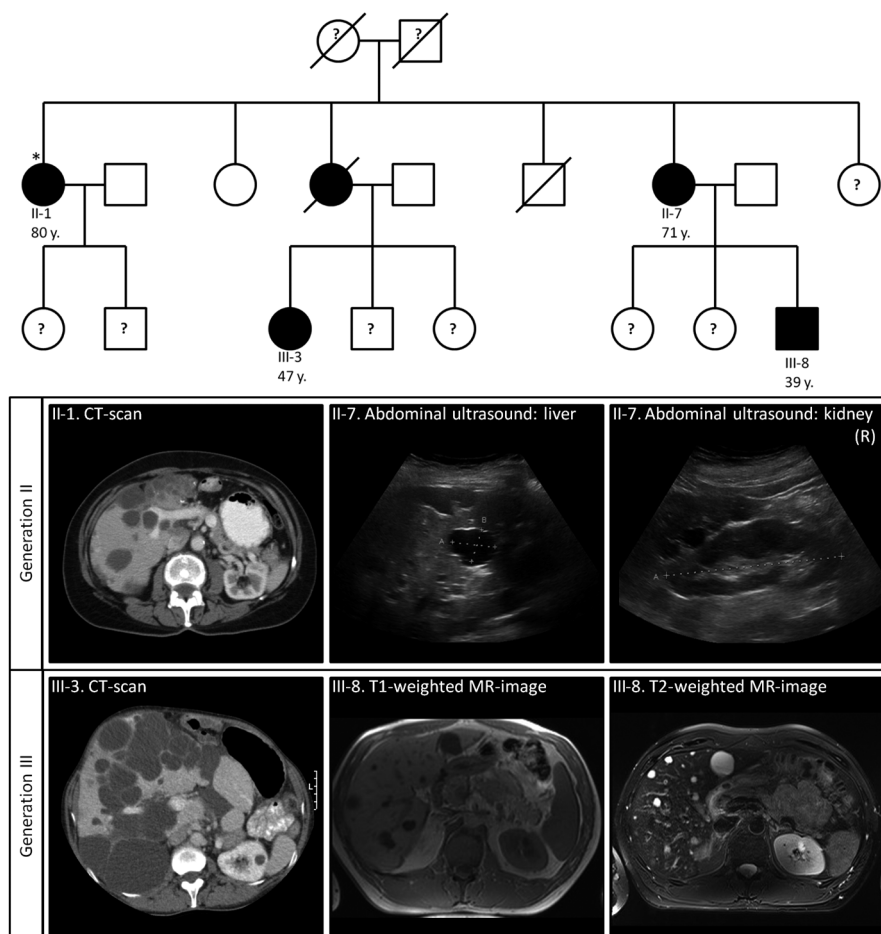 ? ?
*
?
II-1
80 y.
II-7
71 y.
? ? ? ? ? ?
III-3
47 y.
III-8
39 y.
Generation II
II-1. CT-scan
II-7. Abdominal ultrasound: liver
II-7. Abdominal ultrasound: kidney
(R)
B
A
A
Generation III
III-3. CT-scan
III-8. T1-weighted MR-image
III-8. T2-weighted MR-image
L